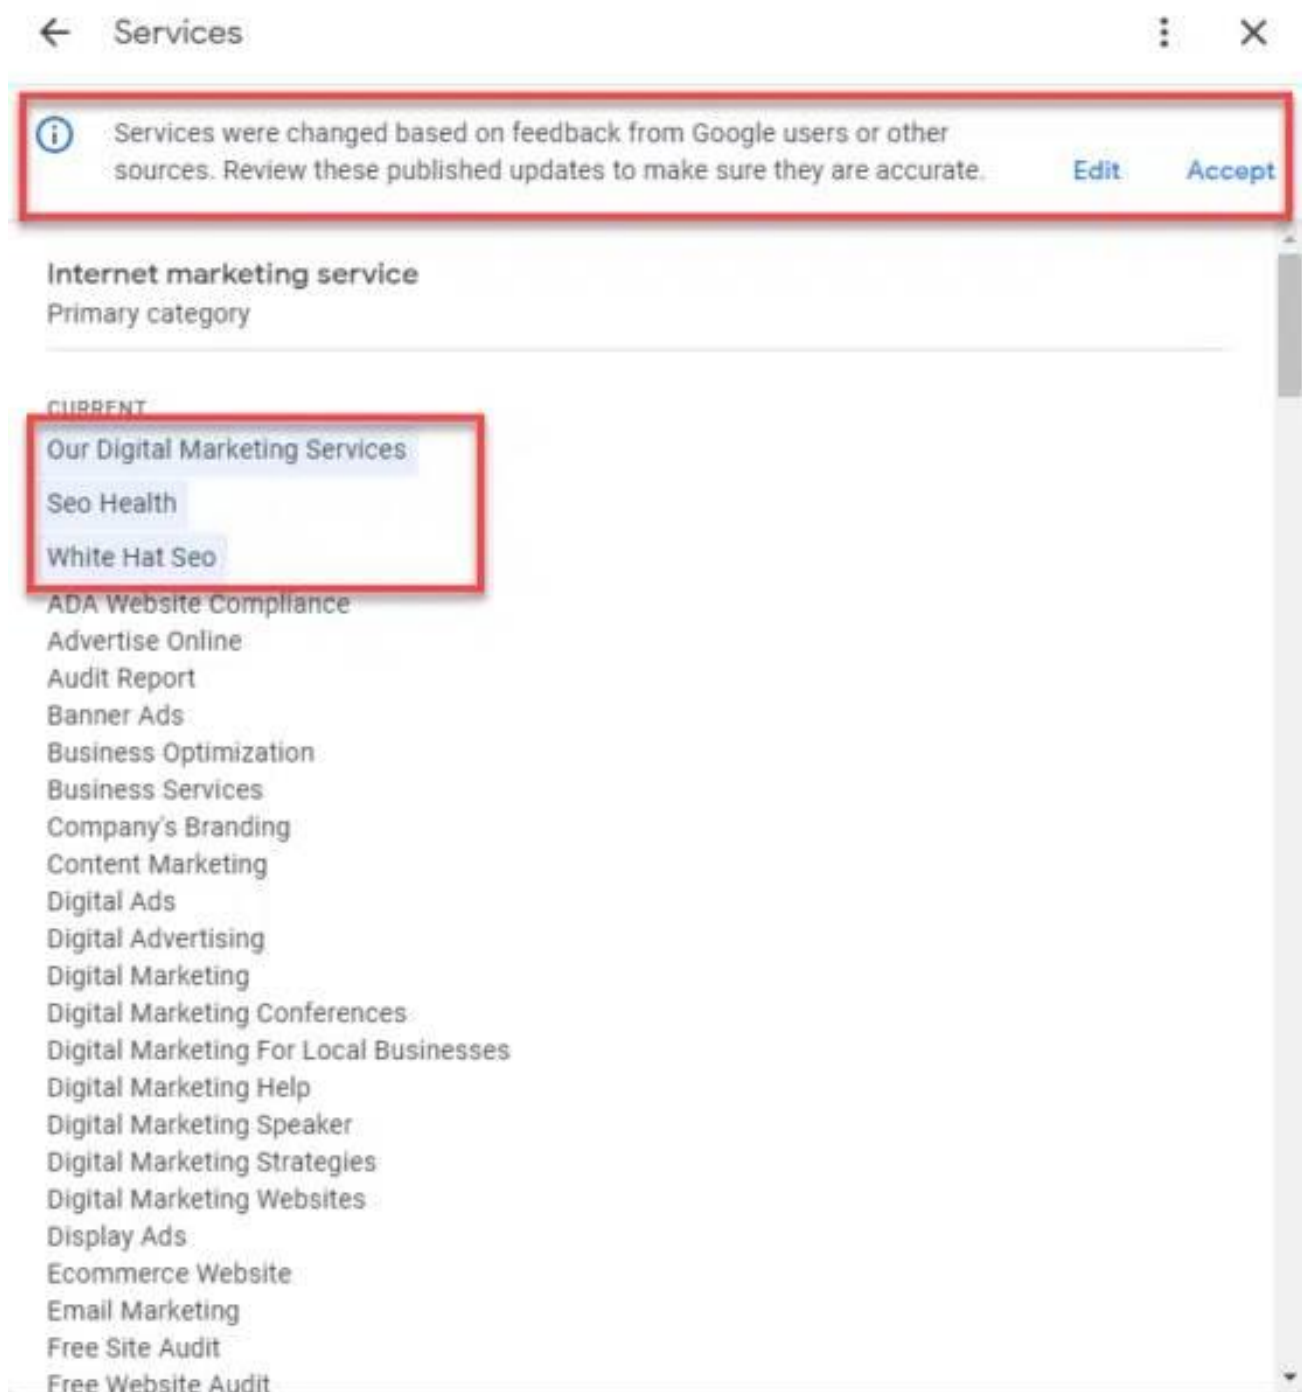 Services
Services were changed based on feedback from Google users or other
sources. Review these published updates to make sure they are accurate.
Edit
Accept
Internet marketing service
Primary category
CURRENT
Our Digital Marketing Services
Seo Health
White Hat Seo
ADA Website Compliance
Advertise Online
Audit Report
Banner Ads
Business Optimization
Business Services
Company's Branding
Content Marketing
Digital Ads
Digital Advertising
Digital Marketing
Digital Marketing Conferences
Digital Marketing For Local Businesses
Digital Marketing Help
Digital Marketing Speaker
Digital Marketing Strategies
Digital Marketing Websites
Display Ads
Ecommerce Website
Email Marketing
Free Site Audit
Free Website Audit